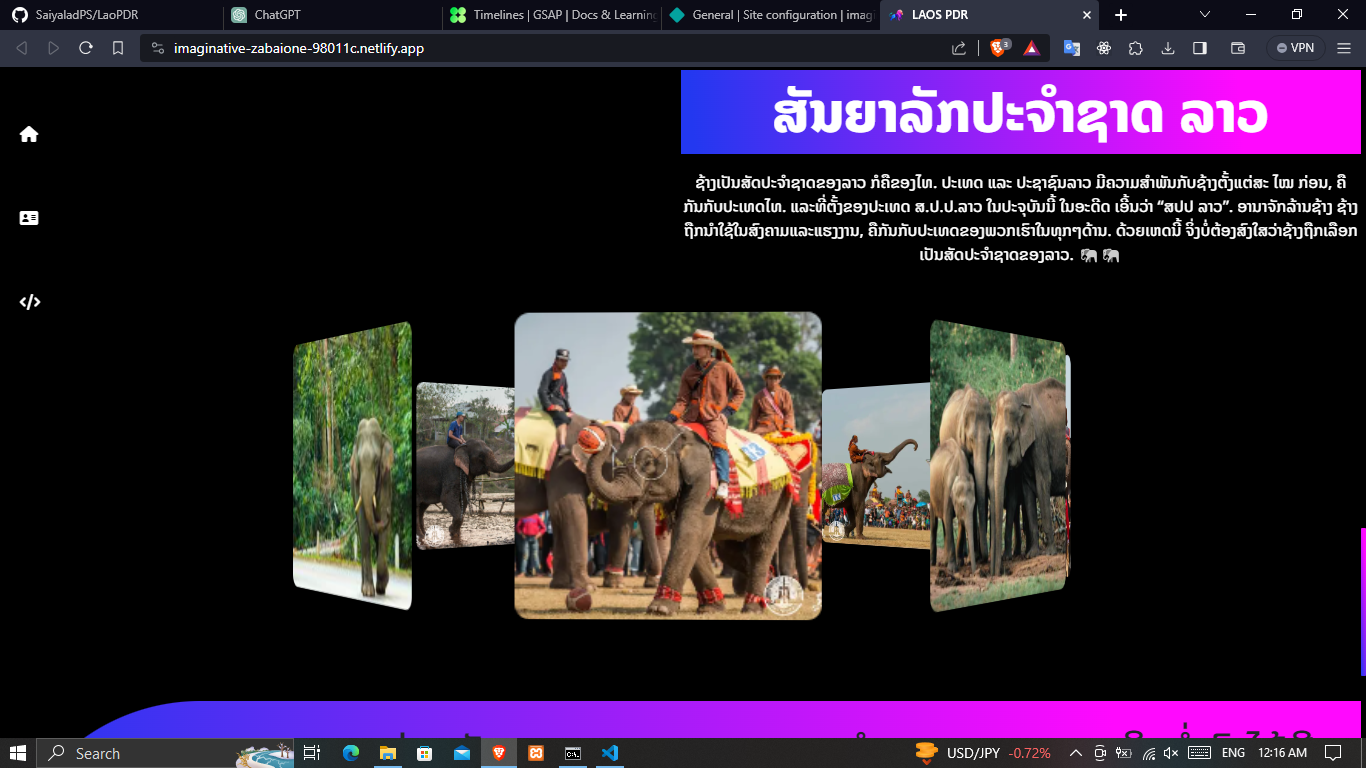 SaiyaladPS/LaoPDR
ChatGPT
Timelines | GSAP | Docs & Learning
General | Site configuration | imagi
LAOS PDR
imaginative-zabaione-98011c.netlify.app
3
VPN
ສັນຍາລັກປະຈຳຊາດ ລາວ
ຊ້າງເປັນສັດປະຈຳຊາດຂອງລາວ ກໍຄືຂອງໄທ. ປະເທດ ແລະ ປະຊາຊົນລາວ ມີຄວາມສຳພັນກັບຊ້າງຕັ້ງແຕ່ສະ ໄໝ ກ່ອນ, ຄື
ກັນກັບປະເທດໄທ. ແລະທີ່ຕັ້ງຂອງປະເທດ ສ.ປ.ປ.ລາວ ໃນປະຈຸບັນນີ້ ໃນອະດີດ ເອີ້ນວ່າ “ສປປ ລາວ”. ອານາຈັກລ້ານຊ້າງ ຊ້າງ
ຖືກນຳໃຊ້ໃນສົງຄາມແລະແຮງງານ, ຄືກັນກັບປະເທດຂອງພວກເຮົາໃນທຸກໆດ້ານ. ດ້ວຍເຫດນີ້ ຈິ່ງບໍ່ຕ້ອງສົງໃສວ່າຊ້າງຖືກເລືອກ
ເປັນສັດປະຈຳຊາດຂອງລາວ. 🐘 🐘
Search
USD/JPY -0.72%
ENG
12:16 AM